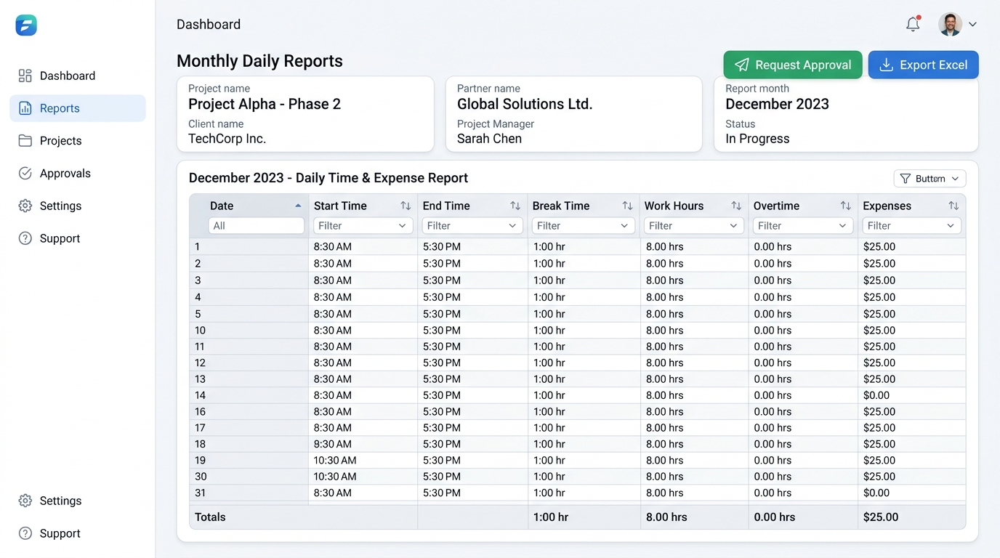 Dashboard
Reports
Projects
Approvals
Settings
Support
Settings
Support
Dashboard
Monthly Daily Reports
Request Approval
Export Excel
Project name
Project Alpha - Phase 2
Client name
TechCorp Inc.
Partner name
Global Solutions Ltd.
Project Manager
Sarah Chen
Report month
December 2023
Status
In Progress
December 2023 - Daily Time & Expense Report
Buttem
Date Start Time End Time Break Time Work Hours Overtime Expenses
All Filter Filter Filter Filter Filter Filter
1 8:30 AM 5:30 PM 1:00 hr 8.00 hrs 0.00 hrs $25.00
2 8:30 AM 5:30 PM 1:00 hr 8.00 hrs 0.00 hrs $25.00
3 8:30 AM 5:30 PM 1:00 hr 8.00 hrs 0.00 hrs $25.00
4 8:30 AM 5:30 PM 1:00 hr 8.00 hrs 0.00 hrs $25.00
5 8:30 AM 5:30 PM 1:00 hr 8.00 hrs 0.00 hrs $25.00
10 8:30 AM 5:30 PM 1:00 hr 8.00 hrs 0.00 hrs $25.00
11 8:30 AM 5:30 PM 1:00 hr 8.00 hrs 0.00 hrs $25.00
12 8:30 AM 5:30 PM 1:00 hr 8.00 hrs 0.00 hrs $25.00
13 8:30 AM 5:30 PM 1:00 hr 8.00 hrs 0.00 hrs $25.00
14 8:30 AM 5:30 PM 1:00 hr 8.00 hrs 0.00 hrs $0.00
16 8:30 AM 5:30 PM 1:00 hr 8.00 hrs 0.00 hrs $25.00
17 8:30 AM 5:30 PM 1:00 hr 8.00 hrs 0.00 hrs $25.00
18 8:30 AM 5:30 PM 1:00 hr 8.00 hrs 0.00 hrs $25.00
19 10:30 AM 5:30 PM 1:00 hr 8.00 hrs 0.00 hrs $25.00
30 10:30 AM 5:30 PM 1:00 hr 8.00 hrs 0.00 hrs $25.00
31 8:30 AM 5:30 PM 1:00 hr 8.00 hrs 0.00 hrs $0.00
Totals 1:00 hr 8.00 hrs 0.00 hrs $25.00